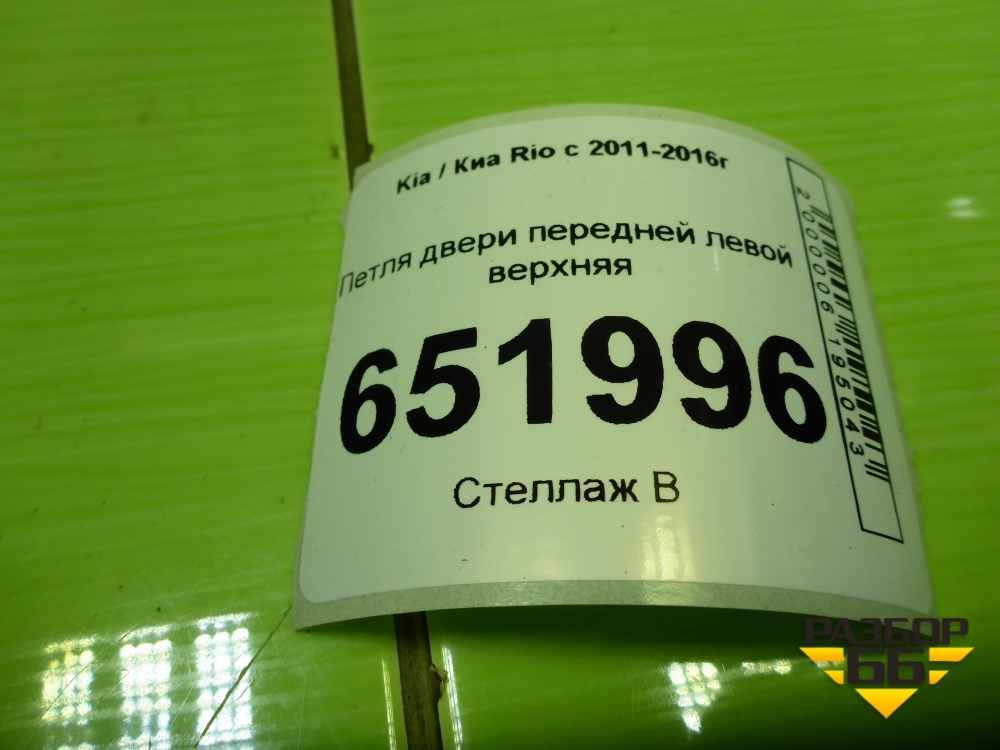 Kia / Киа Rio с 2011-2016г
Петля двери передней левой
верхняя
651996
Стеллаж В
2000006195043
РАЗБОР
66